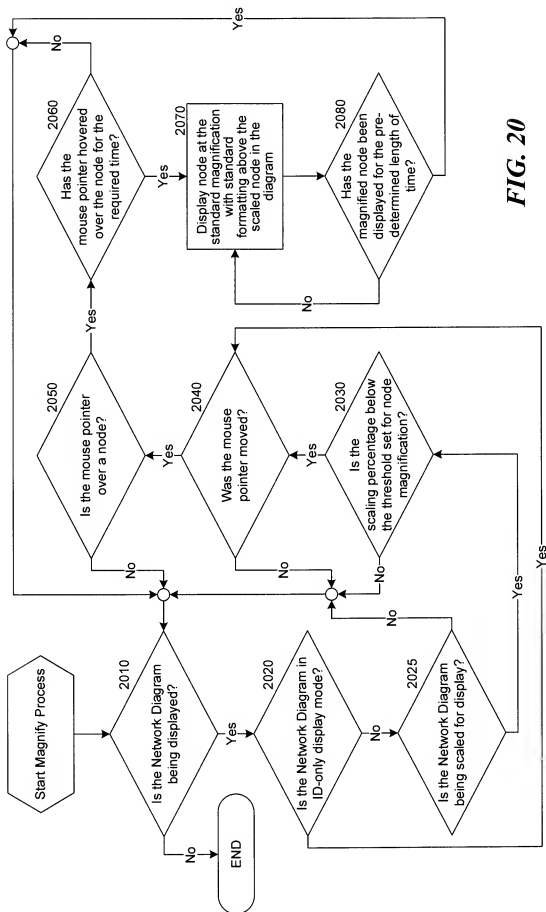 Start Magnify Process
2010
Is the Network Diagram
being displayed?
No
END
Yes
2020
Is the Network Diagram in
ID-only display mode?
No
Yes
2025
Is the Network Diagram
being scaled for display?
No
Yes
2030
Is the
scaling percentage below
the threshold set for node
magnification?
No
Yes
2040
Was the mouse
pointer moved?
No
Yes
2050
Is the mouse pointer
over a node?
No
Yes
2060
Has the
mouse pointer hovered
over the node for the
required time?
No
Yes
2070
Display node at the
standard magnification
with standard
formatting above the
scaled node in the
diagram
2080
Has the
magnified node been
displayed for the pre-
determined length of
time?
No
Yes
FIG. 20